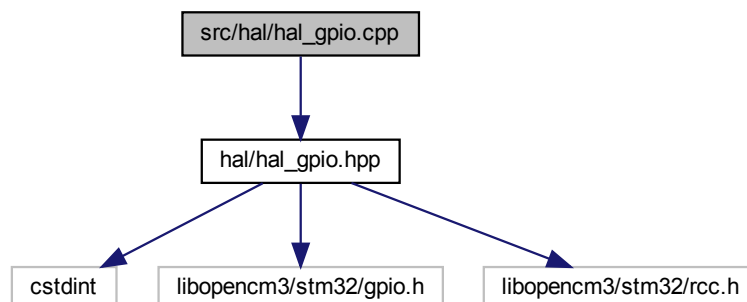 src/hal/hal_gpio.cpp
hal/hal_gpio.hpp
cstdint
libopencm3/stm32/gpio.h
libopencm3/stm32/rcc.h